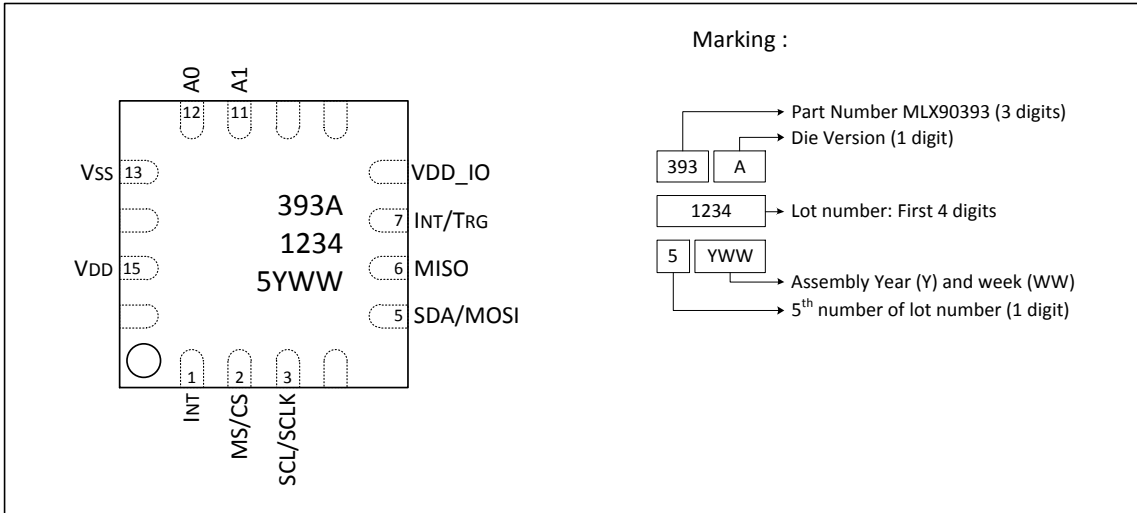 Marking :
A0
A1
12
11
VSS 13
VDD 15
VDD_IO
7 INT/TRG
6 MISO
5 SDA/MOSI
393A
1234
5YWW
1
2
3
INT
MS/CS
SCL/SCLK
Part Number MLX90393 (3 digits)
Die Version (1 digit)
393 A
1234
Lot number: First 4 digits
5 YWW
Assembly Year (Y) and week (WW)
5th number of lot number (1 digit)